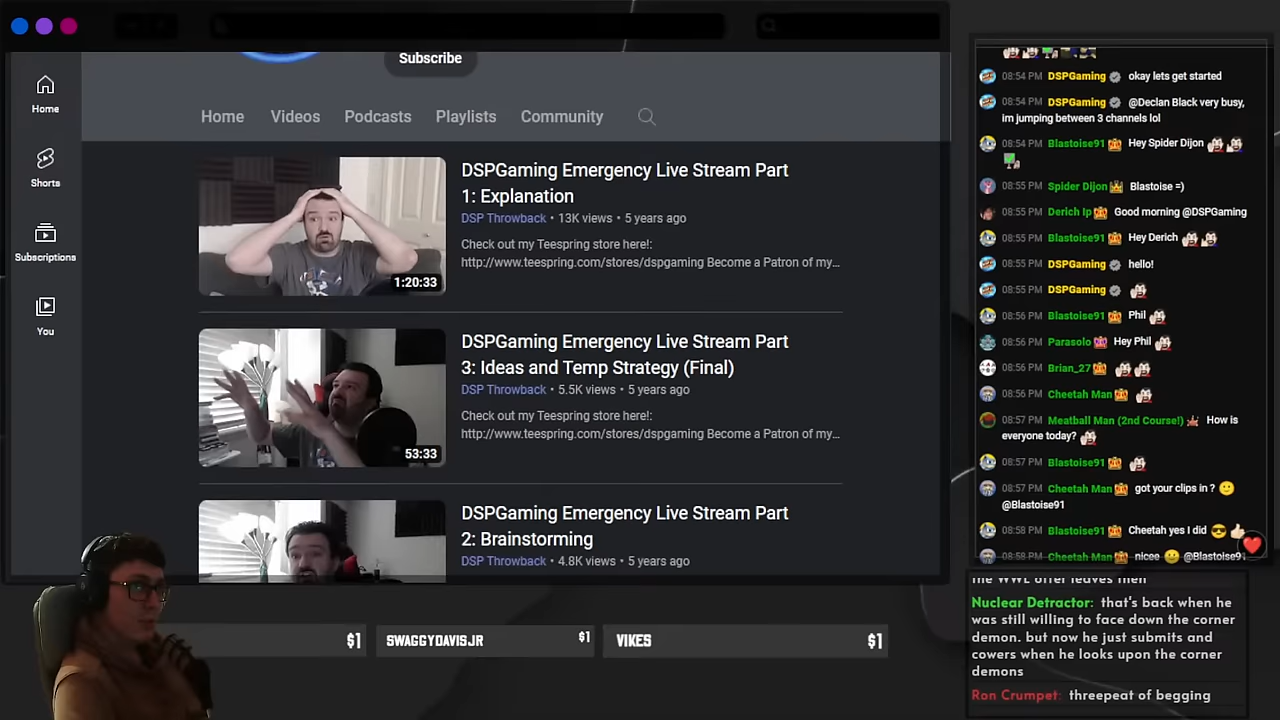 Subscribe
Home
Videos
Podcasts
Playlists
Community
Home
Shorts
Subscriptions
You
DSPGaming Emergency Live Stream Part
1: Explanation
DSP Throwback • 13K views • 5 years ago
Check out my Teespring store here!:
http://www.teespring.com/stores/dspgaming Become a Patron of my…
1:20:33
DSPGaming Emergency Live Stream Part
3: Ideas and Temp Strategy (Final)
DSP Throwback • 5.5K views • 5 years ago
Check out my Teespring store here!:
http://www.teespring.com/stores/dspgaming Become a Patron of my…
53:33
DSPGaming Emergency Live Stream Part
2: Brainstorming
DSP Throwback • 4.8K views • 5 years ago
$1
SWAGGYDAVISJR $1
VIKES $1
08:54 PM DSPGaming okay lets get started
08:54 PM DSPGaming @Declan Black very busy,
im jumping between 3 channels lol
08:54 PM Blastoise91 Hey Spider Dijon
08:55 PM Spider Dijon Blastoise =)
08:55 PM Derich Ip Good morning @DSPGaming
08:55 PM Blastoise91 Hey Derich
08:55 PM DSPGaming hello!
08:55 PM DSPGaming
08:56 PM Blastoise91 Phil
08:56 PM Parasolo Hey Phil
08:56 PM Brian_27
08:56 PM Cheetah Man
08:57 PM Meatball Man (2nd Course!) How is
everyone today?
08:57 PM Blastoise91
08:57 PM Cheetah Man got your clips in ?
@Blastoise91
08:58 PM Blastoise91 Cheetah yes I did
08:58 PM Cheetah Man nicee @Blastoise91
the WWE offer leaves then
Nuclear Detractor: that's back when he
was still willing to face down the corner
demon. but now he just submits and
cowers when he looks upon the corner
demons
Ron Crumpet: threepeat of begging